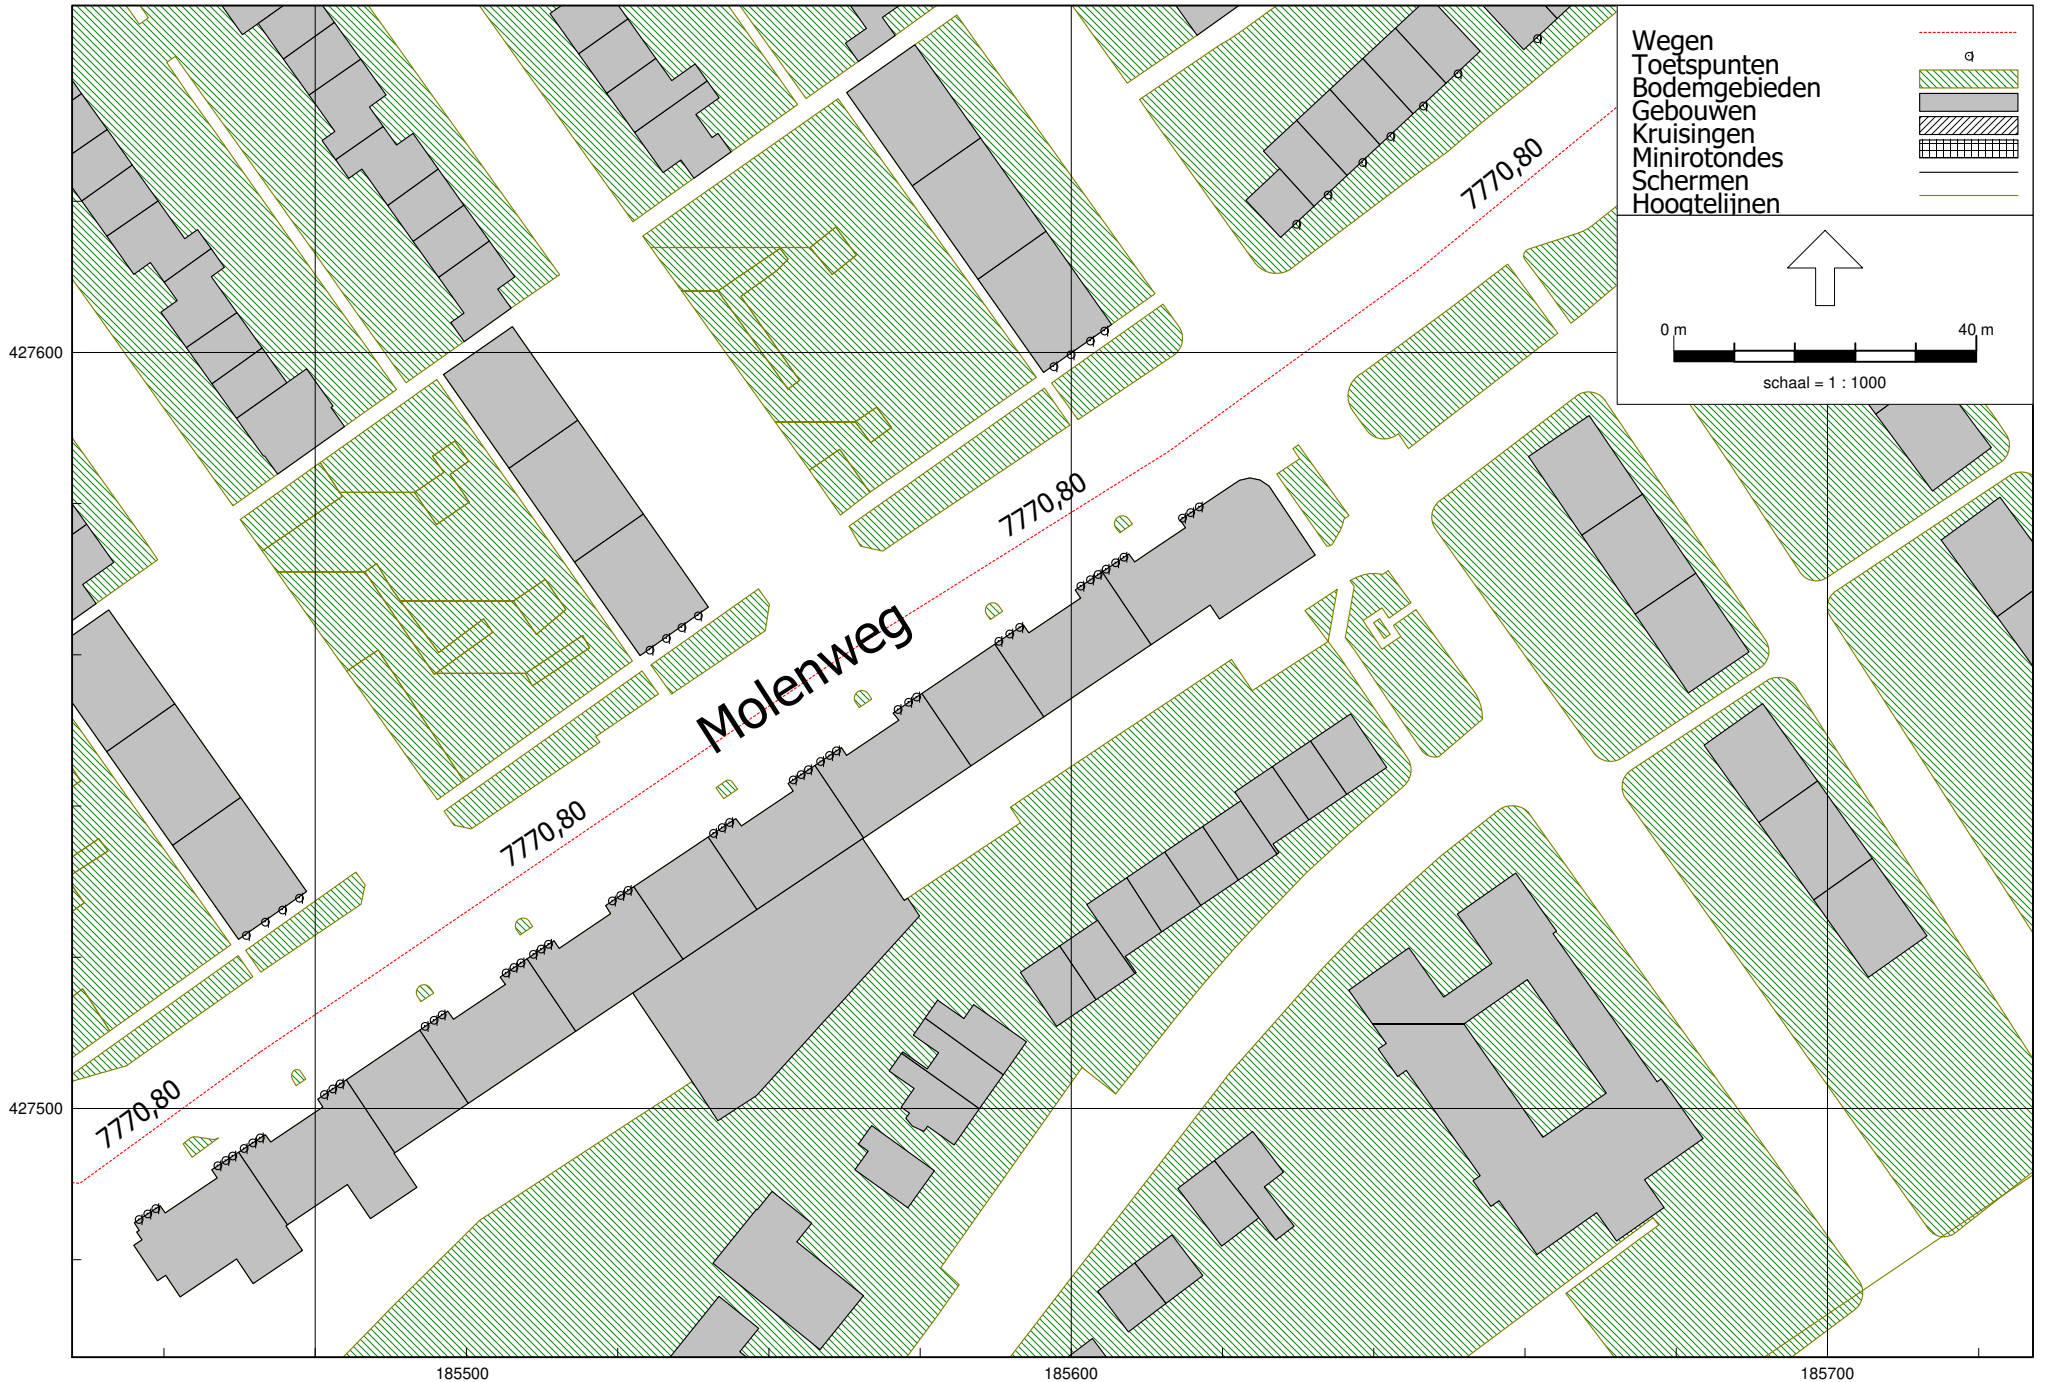 Wegen
Toetspunten
Bodemgebieden
Gebouwen
Kruisingen
Minirotondes
Schermen
Hoogtelijnen
0 m 40 m
schaal = 1 : 1000
7770,80
7770,80
Molenweg
7770,80
7770,80
427600
427500
185500 185600 185700